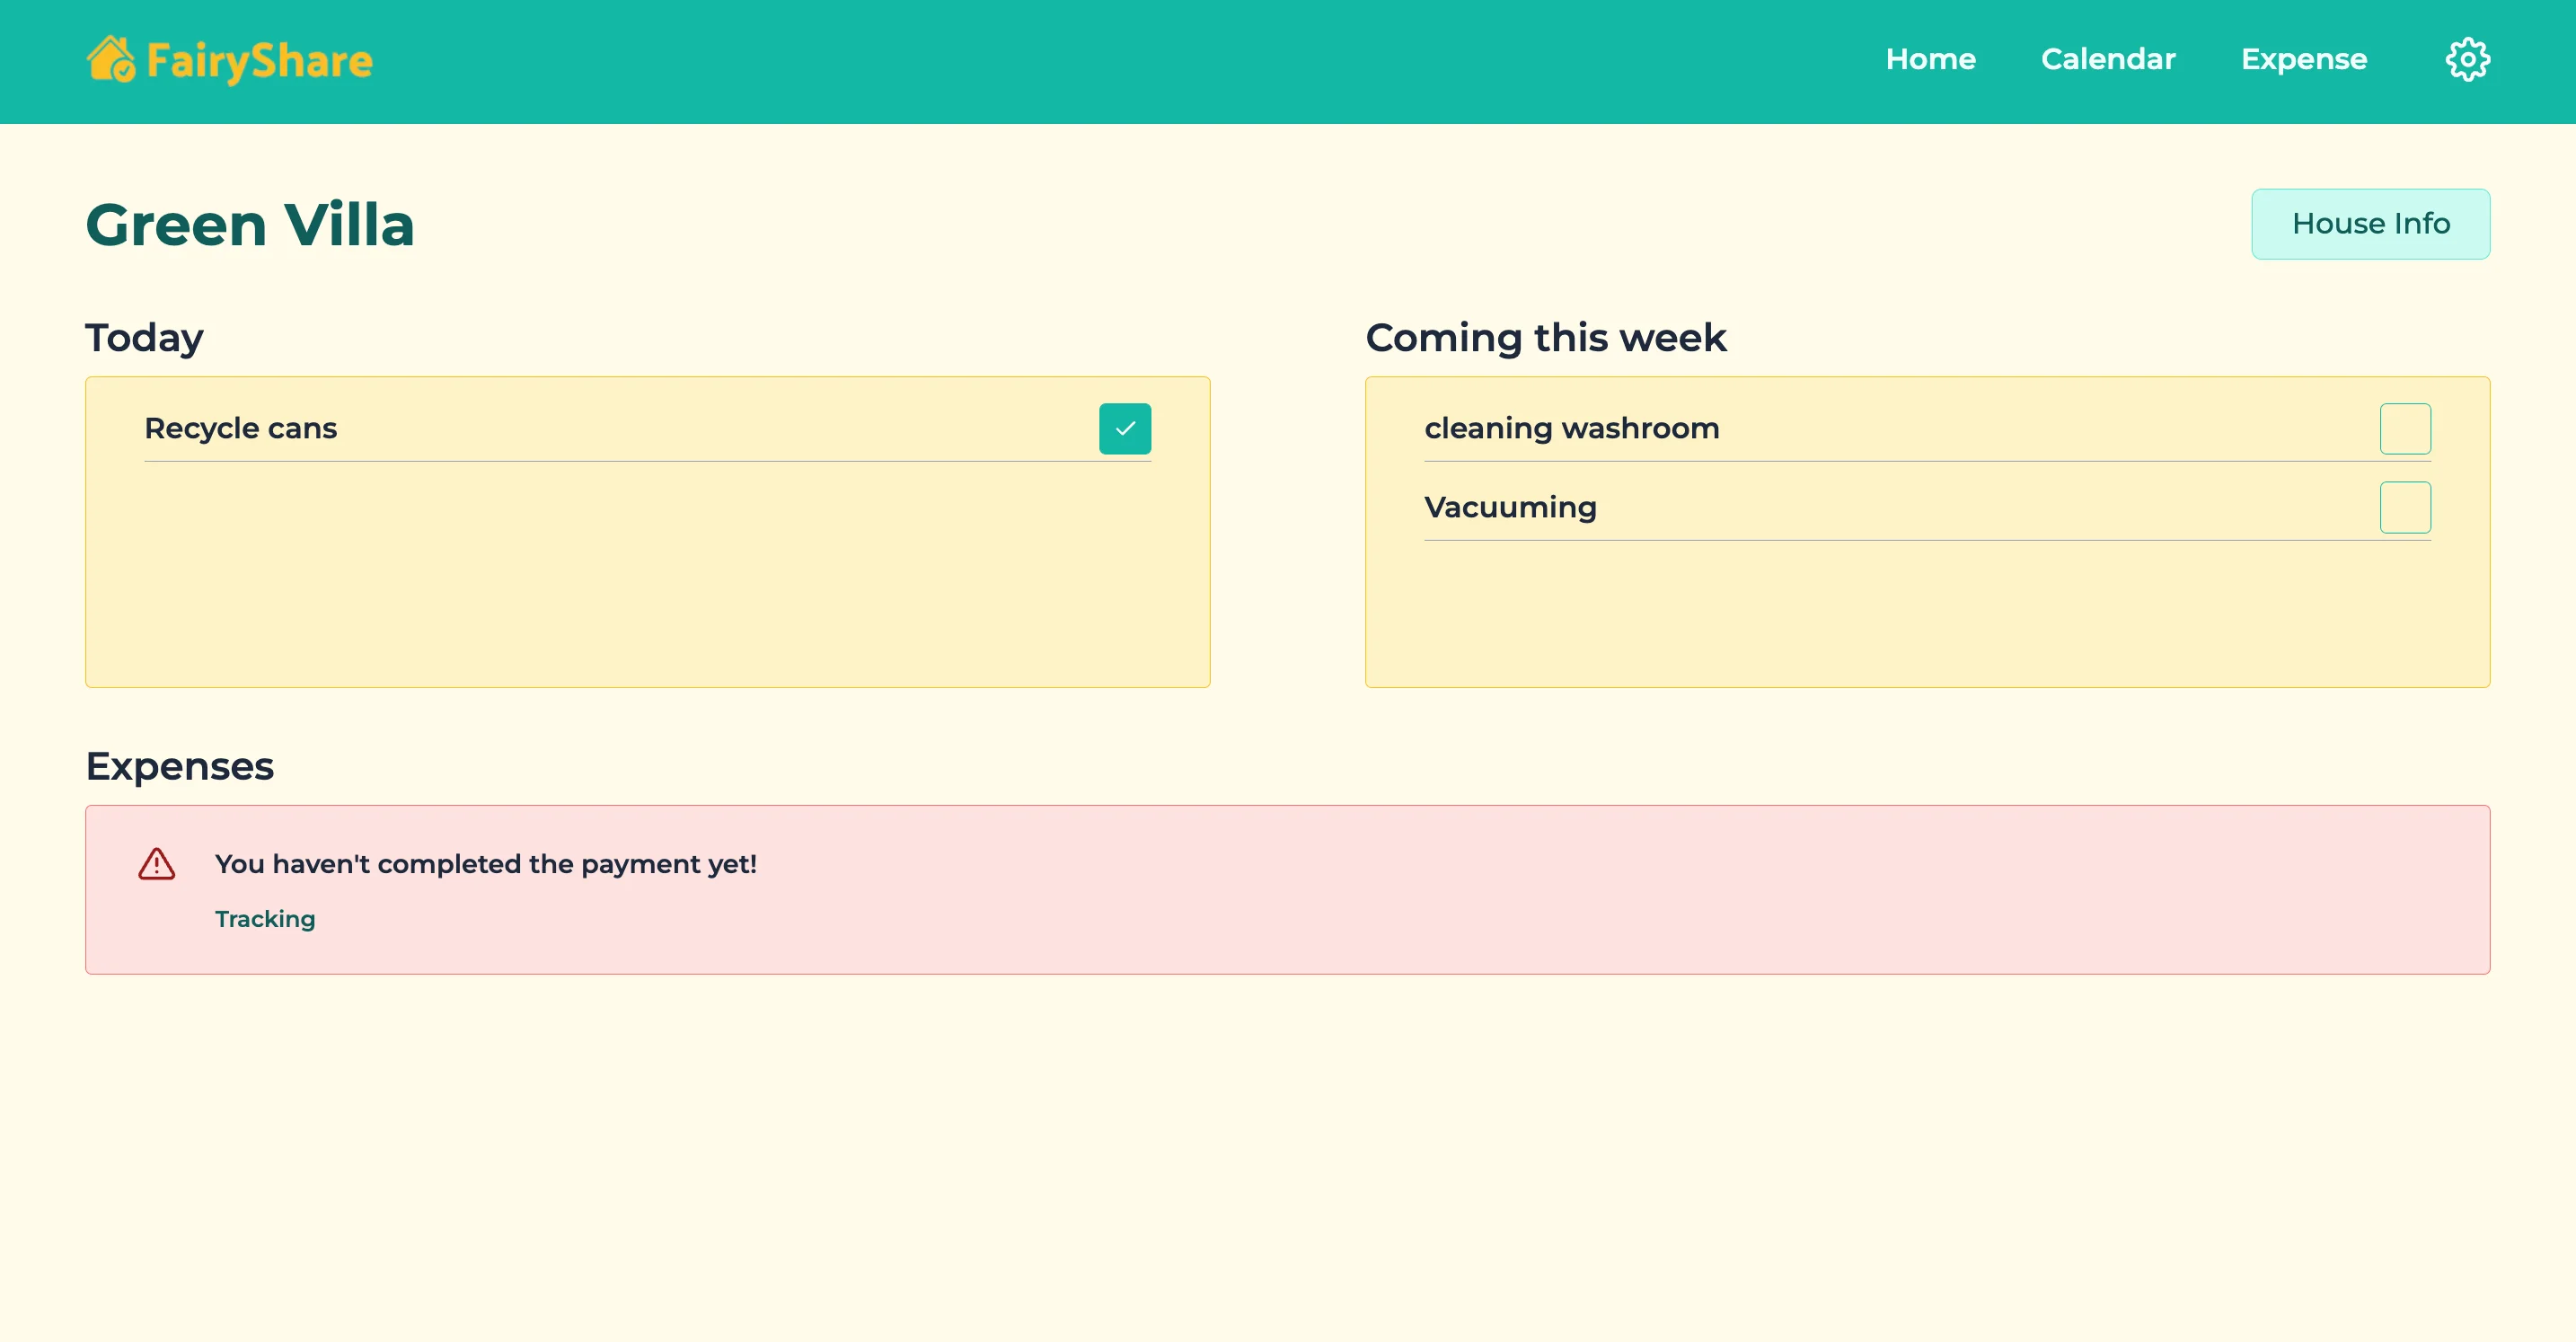 FairyShare
Home Calendar Expense
Green Villa
House Info
Today
Recycle cans
Coming this week
cleaning washroom
Vacuuming
Expenses
You haven't completed the payment yet!
Tracking